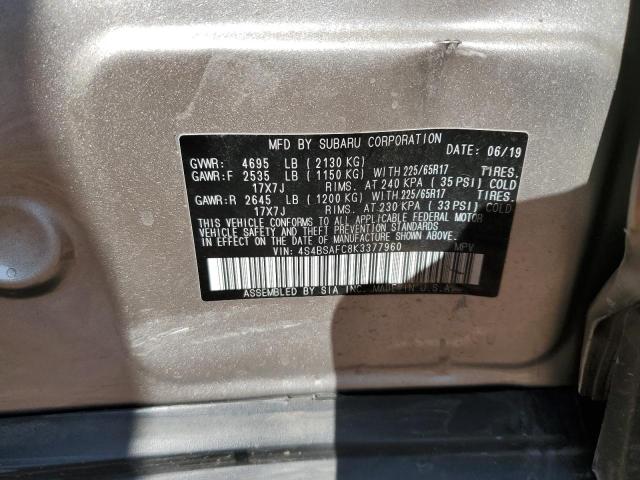 MFD BY SUBARU CORPORATION DATE: 06/19
GVWR: 4695 LB (2130 KG)
GAWR:F 2535 LB (1150 KG) WITH 225/65R17 TIRES.
17X7J RIMS. AT 240 KPA (35 PSI) COLD
GAWR:R 2645 LB (1200 KG) WITH 225/65R17 TIRES.
17X7J RIMS. AT 230 KPA (33 PSI) COLD
THIS VEHICLE CONFORMS TO ALL APPLICABLE FEDERAL MOTOR
VEHICLE SAFETY AND THEFT PREVENTION STANDARDS
IN EFFECT ON THE DATE OF MANUFACTURE SHOWN ABOVE.
VIN: 4S4BSAFC8K3377960 MPV
ASSEMBLED BY SIA INC. MADE IN U.S.A.